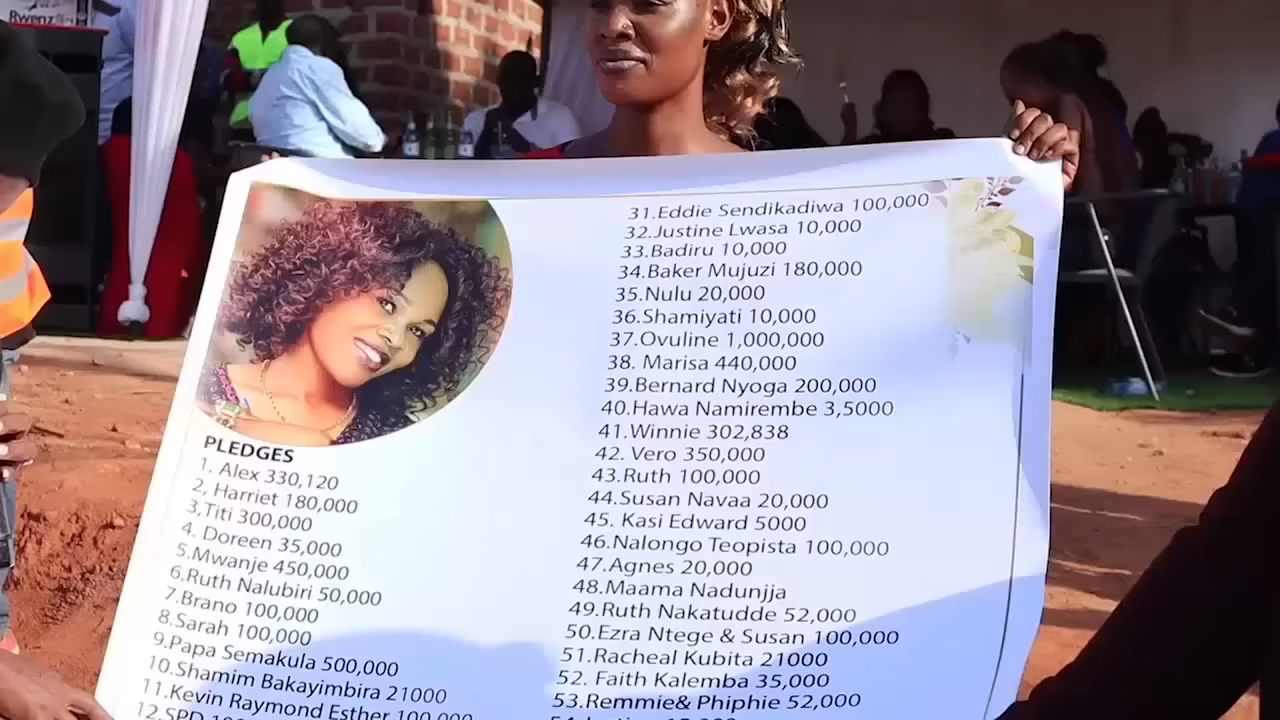 Rwenz
PLEDGES
1. Alex 330,120
2, Harriet 180,000
3,Titi 300,000
4. Doreen 35,000
5.Mwanje 450,000
6.Ruth Nalubiri 50,000
7.Brano 100,000
8.Sarah 100,000
9.Papa Semakula 500,000
10.Shamim Bakayimbira 21000
11.Kevin Raymond Esther 100,000
12.SPD
31.Eddie Sendikadiwa 100,000
32.Justine Lwasa 10,000
33.Badiru 10,000
34.Baker Mujuzi 180,000
35.Nulu 20,000
36.Shamiyati 10,000
37.Ovuline 1,000,000
38. Marisa 440,000
39.Bernard Nyoga 200,000
40.Hawa Namirembe 3,5000
41.Winnie 302,838
42. Vero 350,000
43.Ruth 100,000
44.Susan Navaa 20,000
45. Kasi Edward 5000
46.Nalongo Teopista 100,000
47.Agnes 20,000
48.Maama Nadunjja
49.Ruth Nakatudde 52,000
50.Ezra Ntege & Susan 100,000
51.Racheal Kubita 21000
52. Faith Kalemba 35,000
53.Remmie& Phiphie 52,000